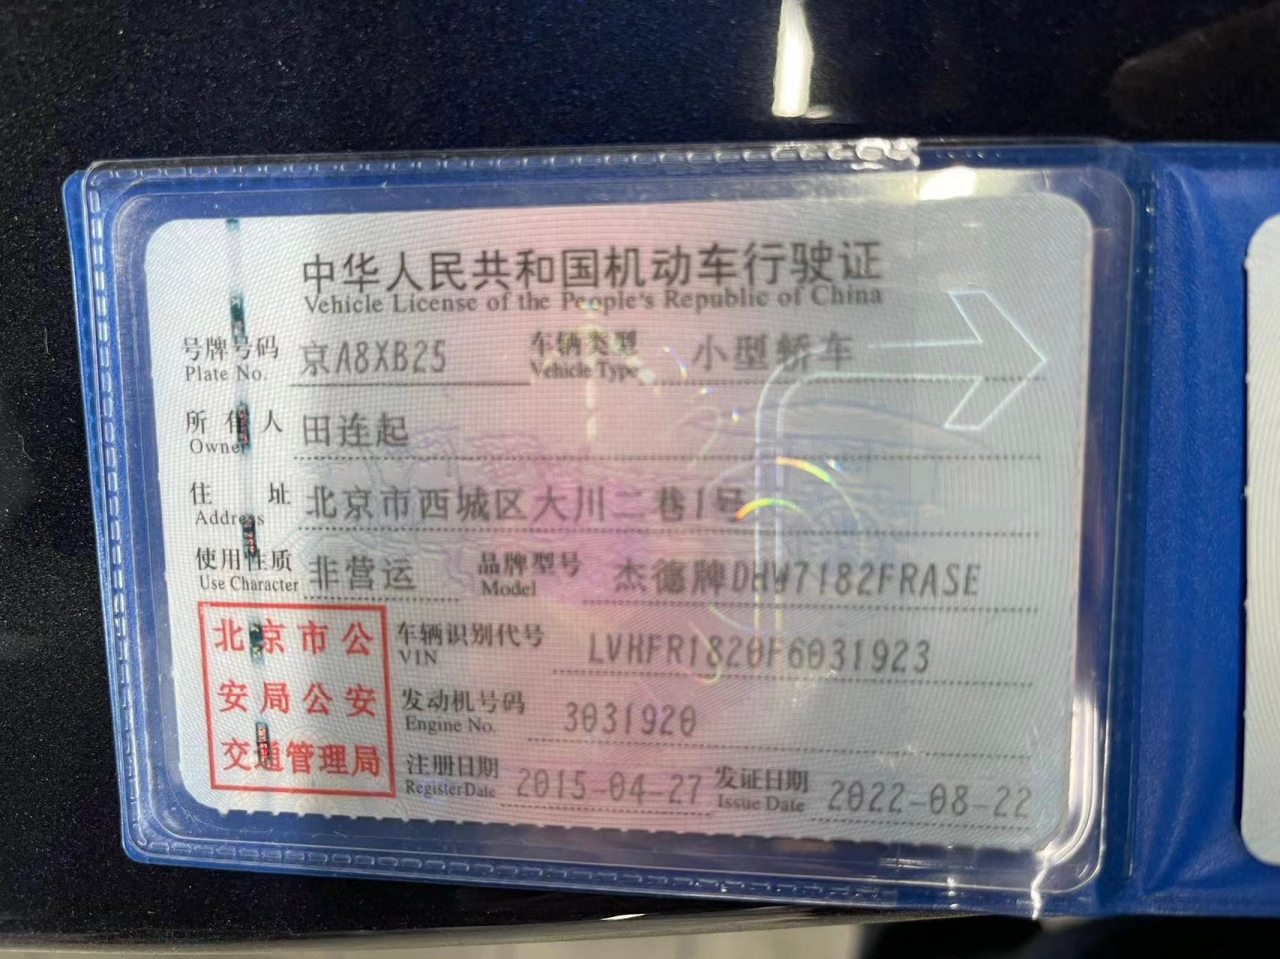 中华人民共和国机动车行驶证
Vehicle License of the People's Republic of China
号牌号码 京A8XB25 车辆类型 小型轿车
Plate No. Vehicle Type
所有人 田连起
Owner
住址 北京市西城区大川二巷1号
Address
使用性质 非营运 品牌型号 杰德牌DHW7182FRASE
Use Character Model
北京市公
安局公安
交通管理局
车辆识别代号 LVHFR1820F6031923
VIN
发动机号码 3031920
Engine No.
注册日期 2015-04-27 发证日期 2022-08-22
Register Date Issue Date